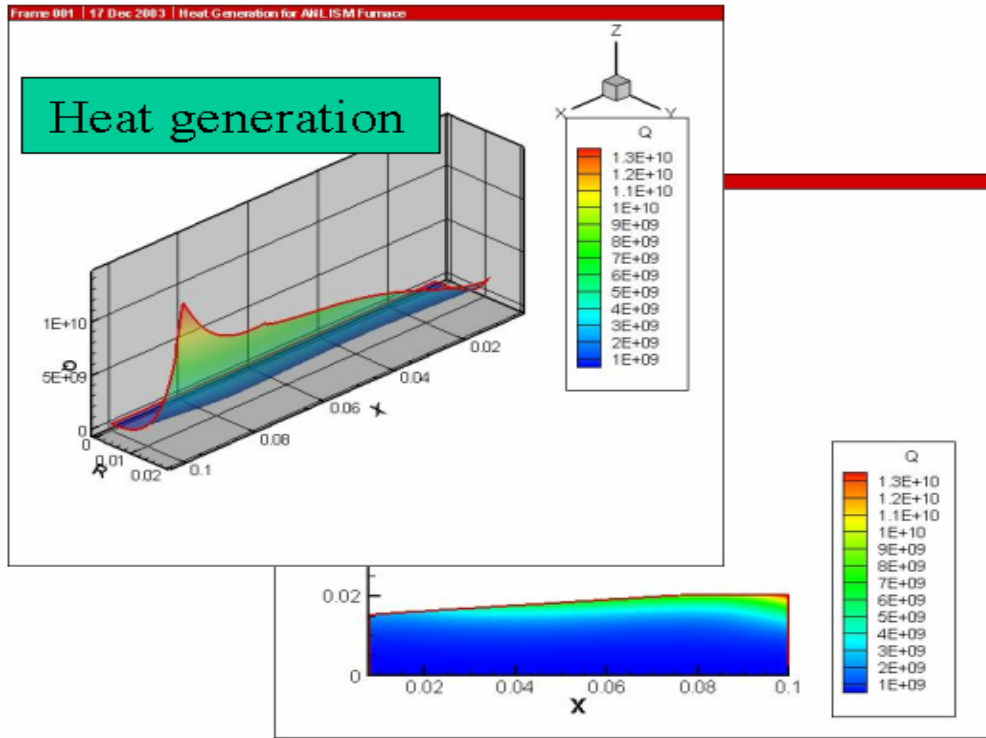 Frame 001 | 17 Dec 2003 | Heat Generation for ANL ISM Furnace
Heat generation
Z
X
Y
Q
1.3E+10
1.2E+10
1.1E+10
1E+10
9E+09
8E+09
7E+09
6E+09
5E+09
4E+09
3E+09
2E+09
1E+09
1E+10
5E+09
0
Q
0
0.01
0.02
R
0.1
0.08
0.06
0.04
0.02
X
Q
1.3E+10
1.2E+10
1.1E+10
1E+10
9E+09
8E+09
7E+09
6E+09
5E+09
4E+09
3E+09
2E+09
1E+09
0.02
0
0.02
0.04
0.06
0.08
0.1
X